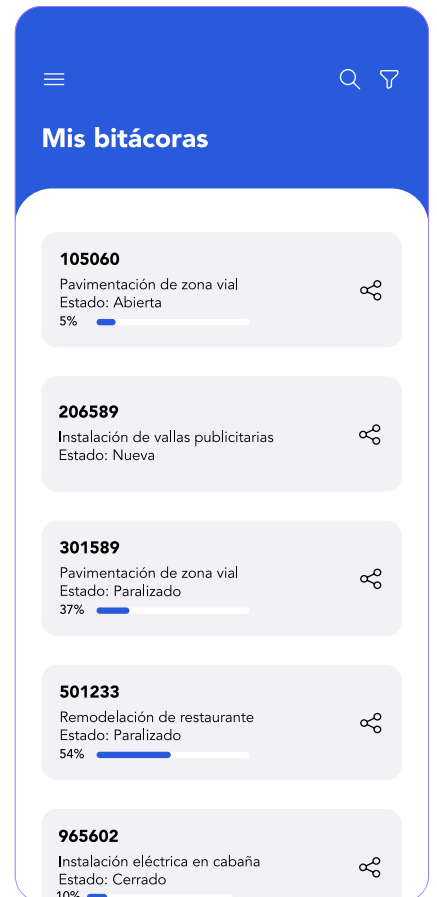 Mis bitácoras
105060
Pavimentación de zona vial
Estado: Abierta
5%
206589
Instalación de vallas publicitarias
Estado: Nueva
301589
Pavimentación de zona vial
Estado: Paralizado
37%
501233
Remodelación de restaurante
Estado: Paralizado
54%
965602
Instalación eléctrica en cabaña
Estado: Cerrado
10%